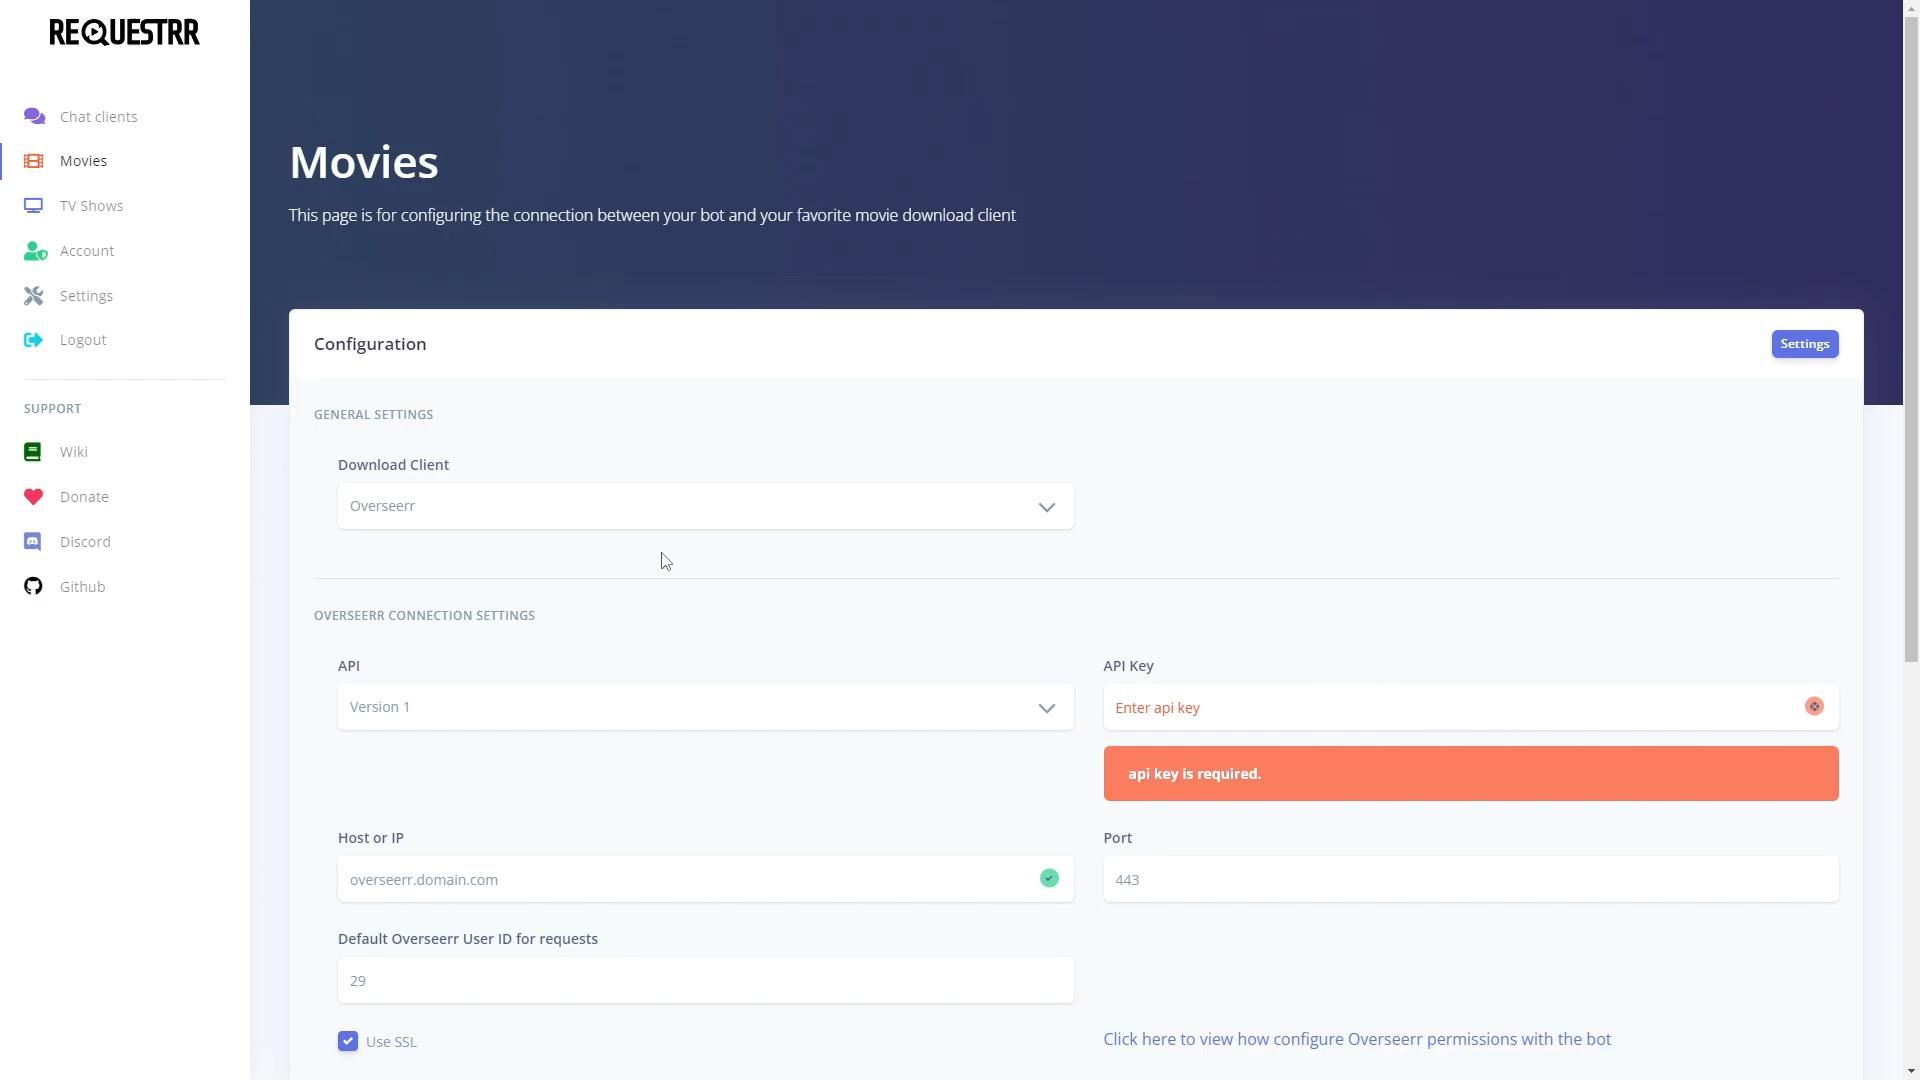 REQUESTRR
Chat clients
Movies
TV Shows
Account
Settings
Logout
SUPPORT
Wiki
Donate
Discord
Github
Movies
This page is for configuring the connection between your bot and your favorite movie download client
Configuration
Settings
GENERAL SETTINGS
Download Client
Overseerr
OVERSEERR CONNECTION SETTINGS
API
API Key
Version 1
Enter api key
api key is required.
Host or IP
Port
overseerr.domain.com
443
Default Overseerr User ID for requests
29
Use SSL
Click here to view how configure Overseerr permissions with the bot